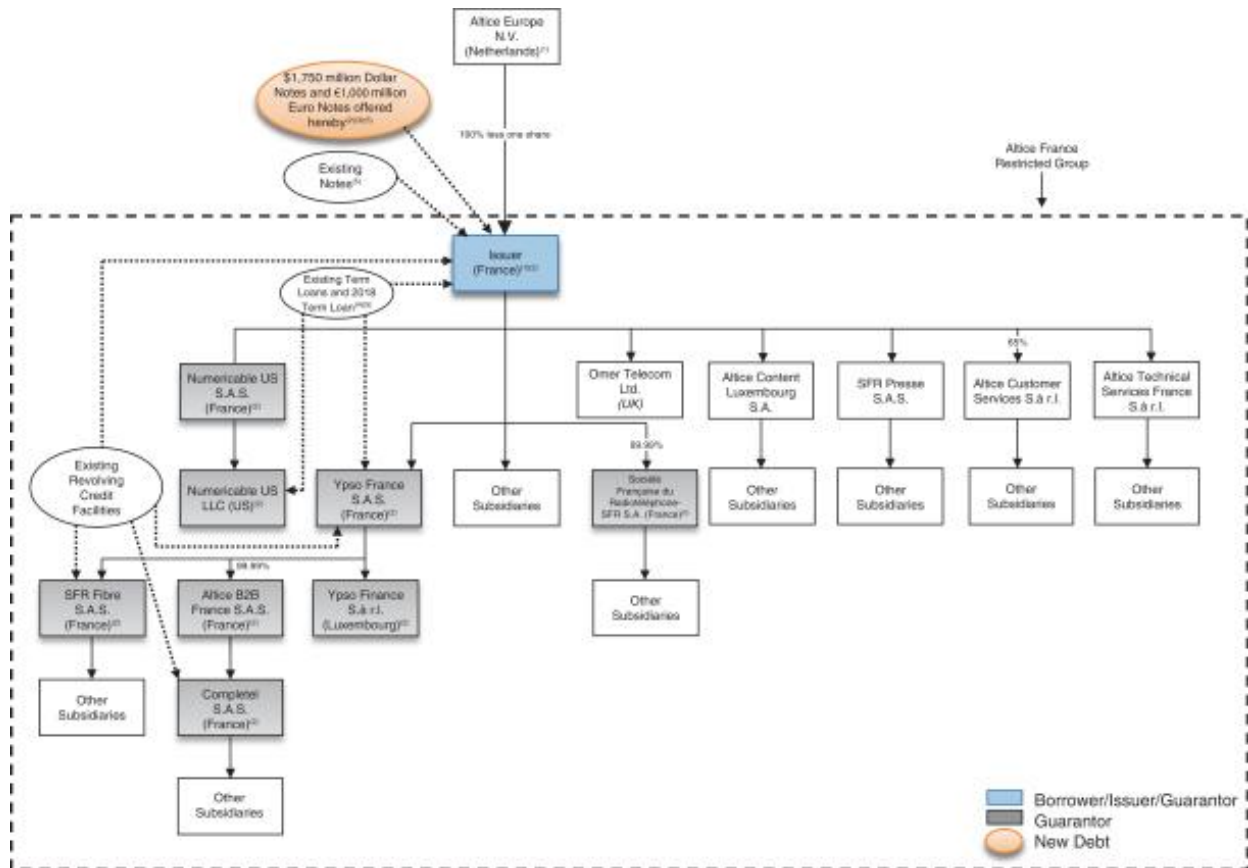 Altice Europe
N.V.
(Netherlands)
$1,750 million Dollar
Notes and €1,000 million
Euro Notes offered
hereby
100% less one share
Existing
Notes
Altice France
Restricted Group
Issuer
(France)
Existing Term
Loans and 2018
Term Loan
Numericable US
S.A.S.
(France)
Omer Telecom
Ltd.
(UK)
Altice Content
Luxembourg
S.A.
SFR Presse
S.A.S.
65%
Altice Customer
Services S.à r.l.
Altice Technical
Services France
S.à r.l.
Existing
Revolving
Credit
Facilities
Numericable US
LLC (US)
Ypso France
S.A.S.
(France)
Other
Subsidiaries
99.99%
Société
Française du
SFR S.A. (France)
Other
Subsidiaries
Other
Subsidiaries
Other
Subsidiaries
Other
Subsidiaries
SFR Fibre
S.A.S.
(France)
99.99%
Altice B2B
France S.A.S.
(France)
Ypso Finance
S.à r.l.
(Luxembourg)
Other
Subsidiaries
Other
Subsidiaries
Completel
S.A.S.
(France)
Other
Subsidiaries
Borrower/Issuer/Guarantor
Guarantor
New Debt